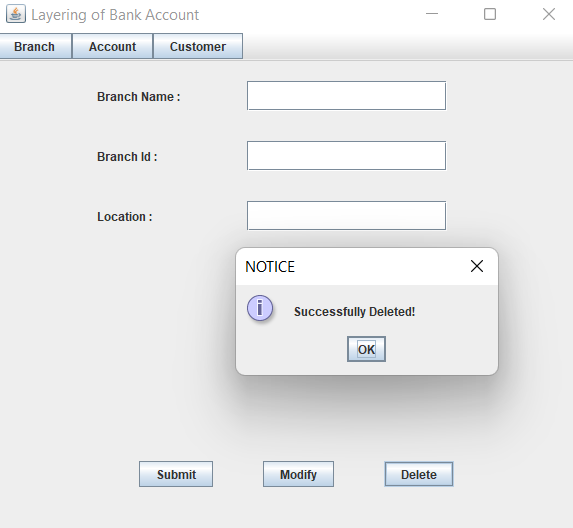 Layering of Bank Account
Branch Account Customer
Branch Name :
Branch Id :
Location :
NOTICE
i Successfully Deleted!
OK
Submit Modify Delete